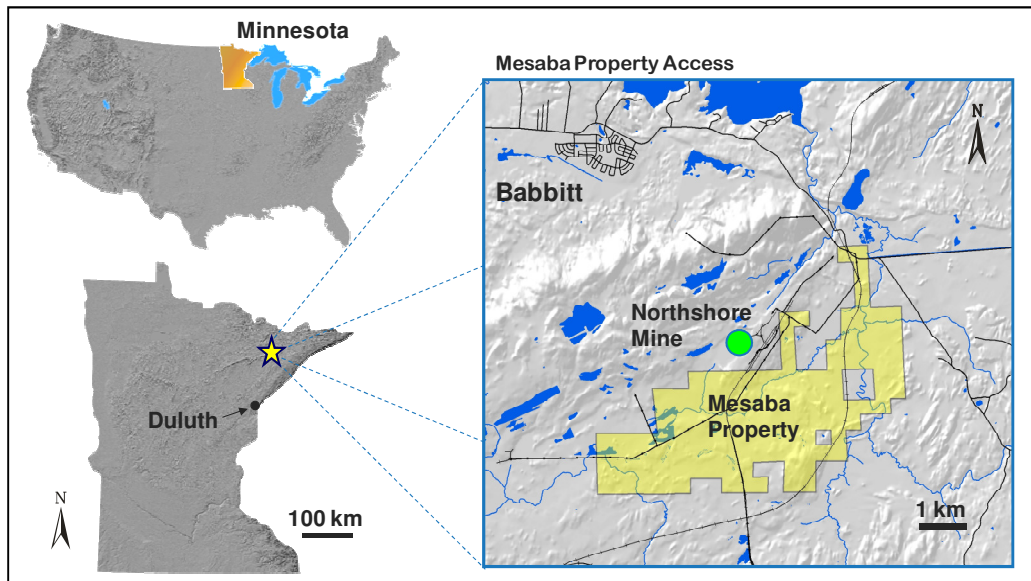 Minnesota
Mesaba Property Access
N
Babbitt
Northshore
Mine
Mesaba
Property
1 km
Duluth
N
100 km